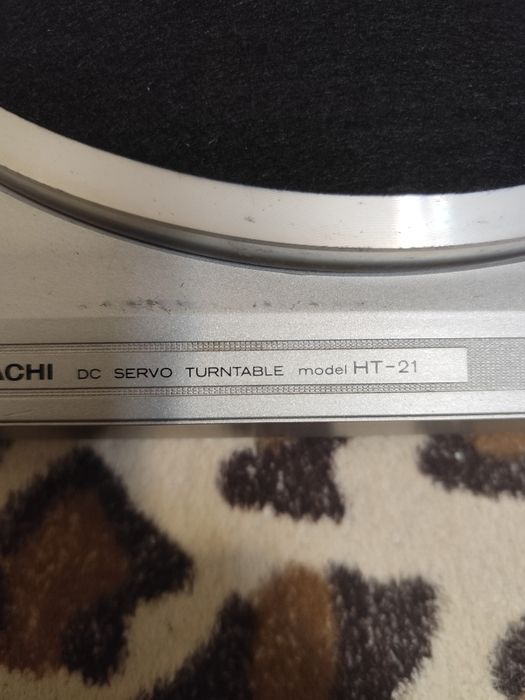 ACHI DC SERVO TURNTABLE model HT-21